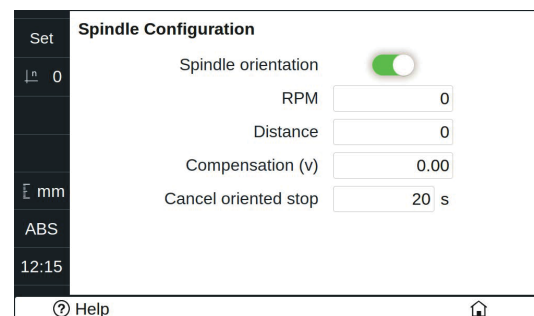 Set
Spindle Configuration
Spindle orientation
n 0
RPM 0
Distance 0
Compensation (v) 0.00
mm
Cancel oriented stop 20 s
ABS
12:15
? Help